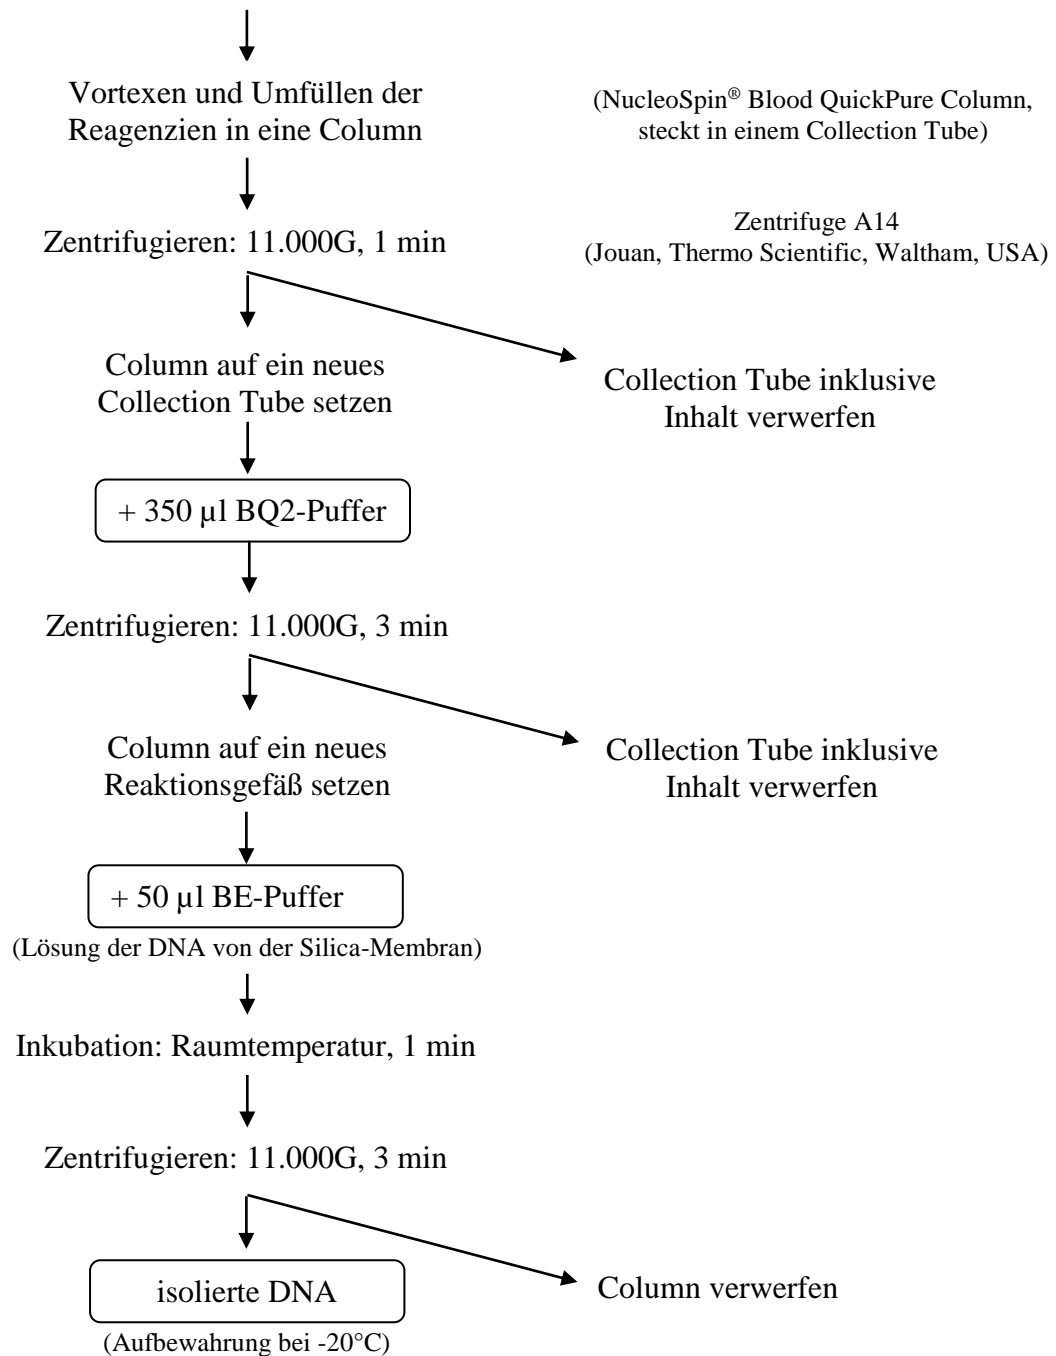 Vortexen und Umfüllen der
Reagenzien in eine Column
(NucleoSpin® Blood QuickPure Column,
steckt in einem Collection Tube)
Zentrifugieren: 11.000G, 1 min
Zentrifuge A14
(Jouan, Thermo Scientific, Waltham, USA)
Column auf ein neues
Collection Tube setzen
Collection Tube inklusive
Inhalt verwerfen
+ 350 µl BQ2-Puffer
Zentrifugieren: 11.000G, 3 min
Column auf ein neues
Reaktionsgefäß setzen
Collection Tube inklusive
Inhalt verwerfen
+ 50 µl BE-Puffer
(Lösung der DNA von der Silica-Membran)
Inkubation: Raumtemperatur, 1 min
Zentrifugieren: 11.000G, 3 min
isolierte DNA
Column verwerfen
(Aufbewahrung bei -20°C)